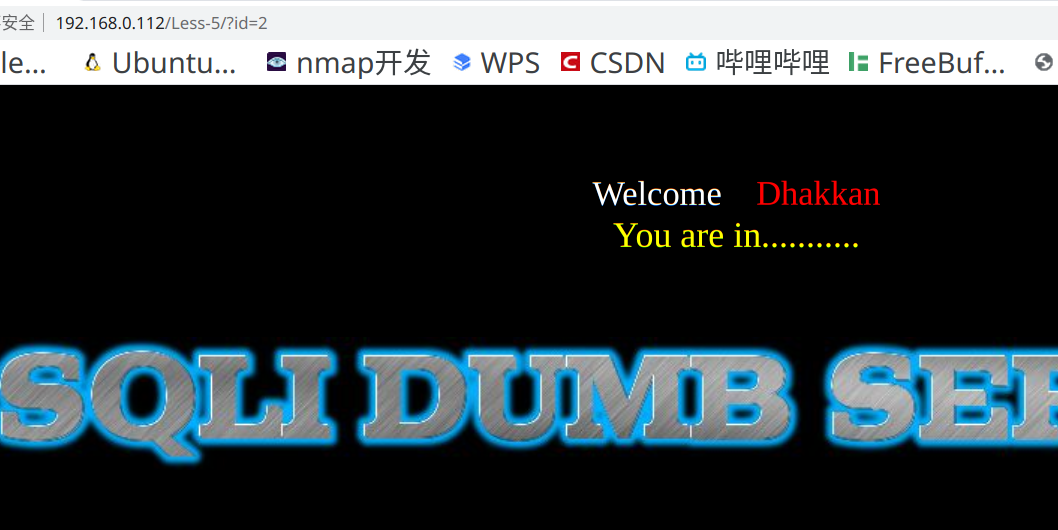 安全 192.168.0.112/Less-5/?id=2
le... Ubuntu... nmap开发 WPS CSDN 哔哩哔哩 FreeBuf...
Welcome Dhakkan
You are in...........
SQLI DUMB SE